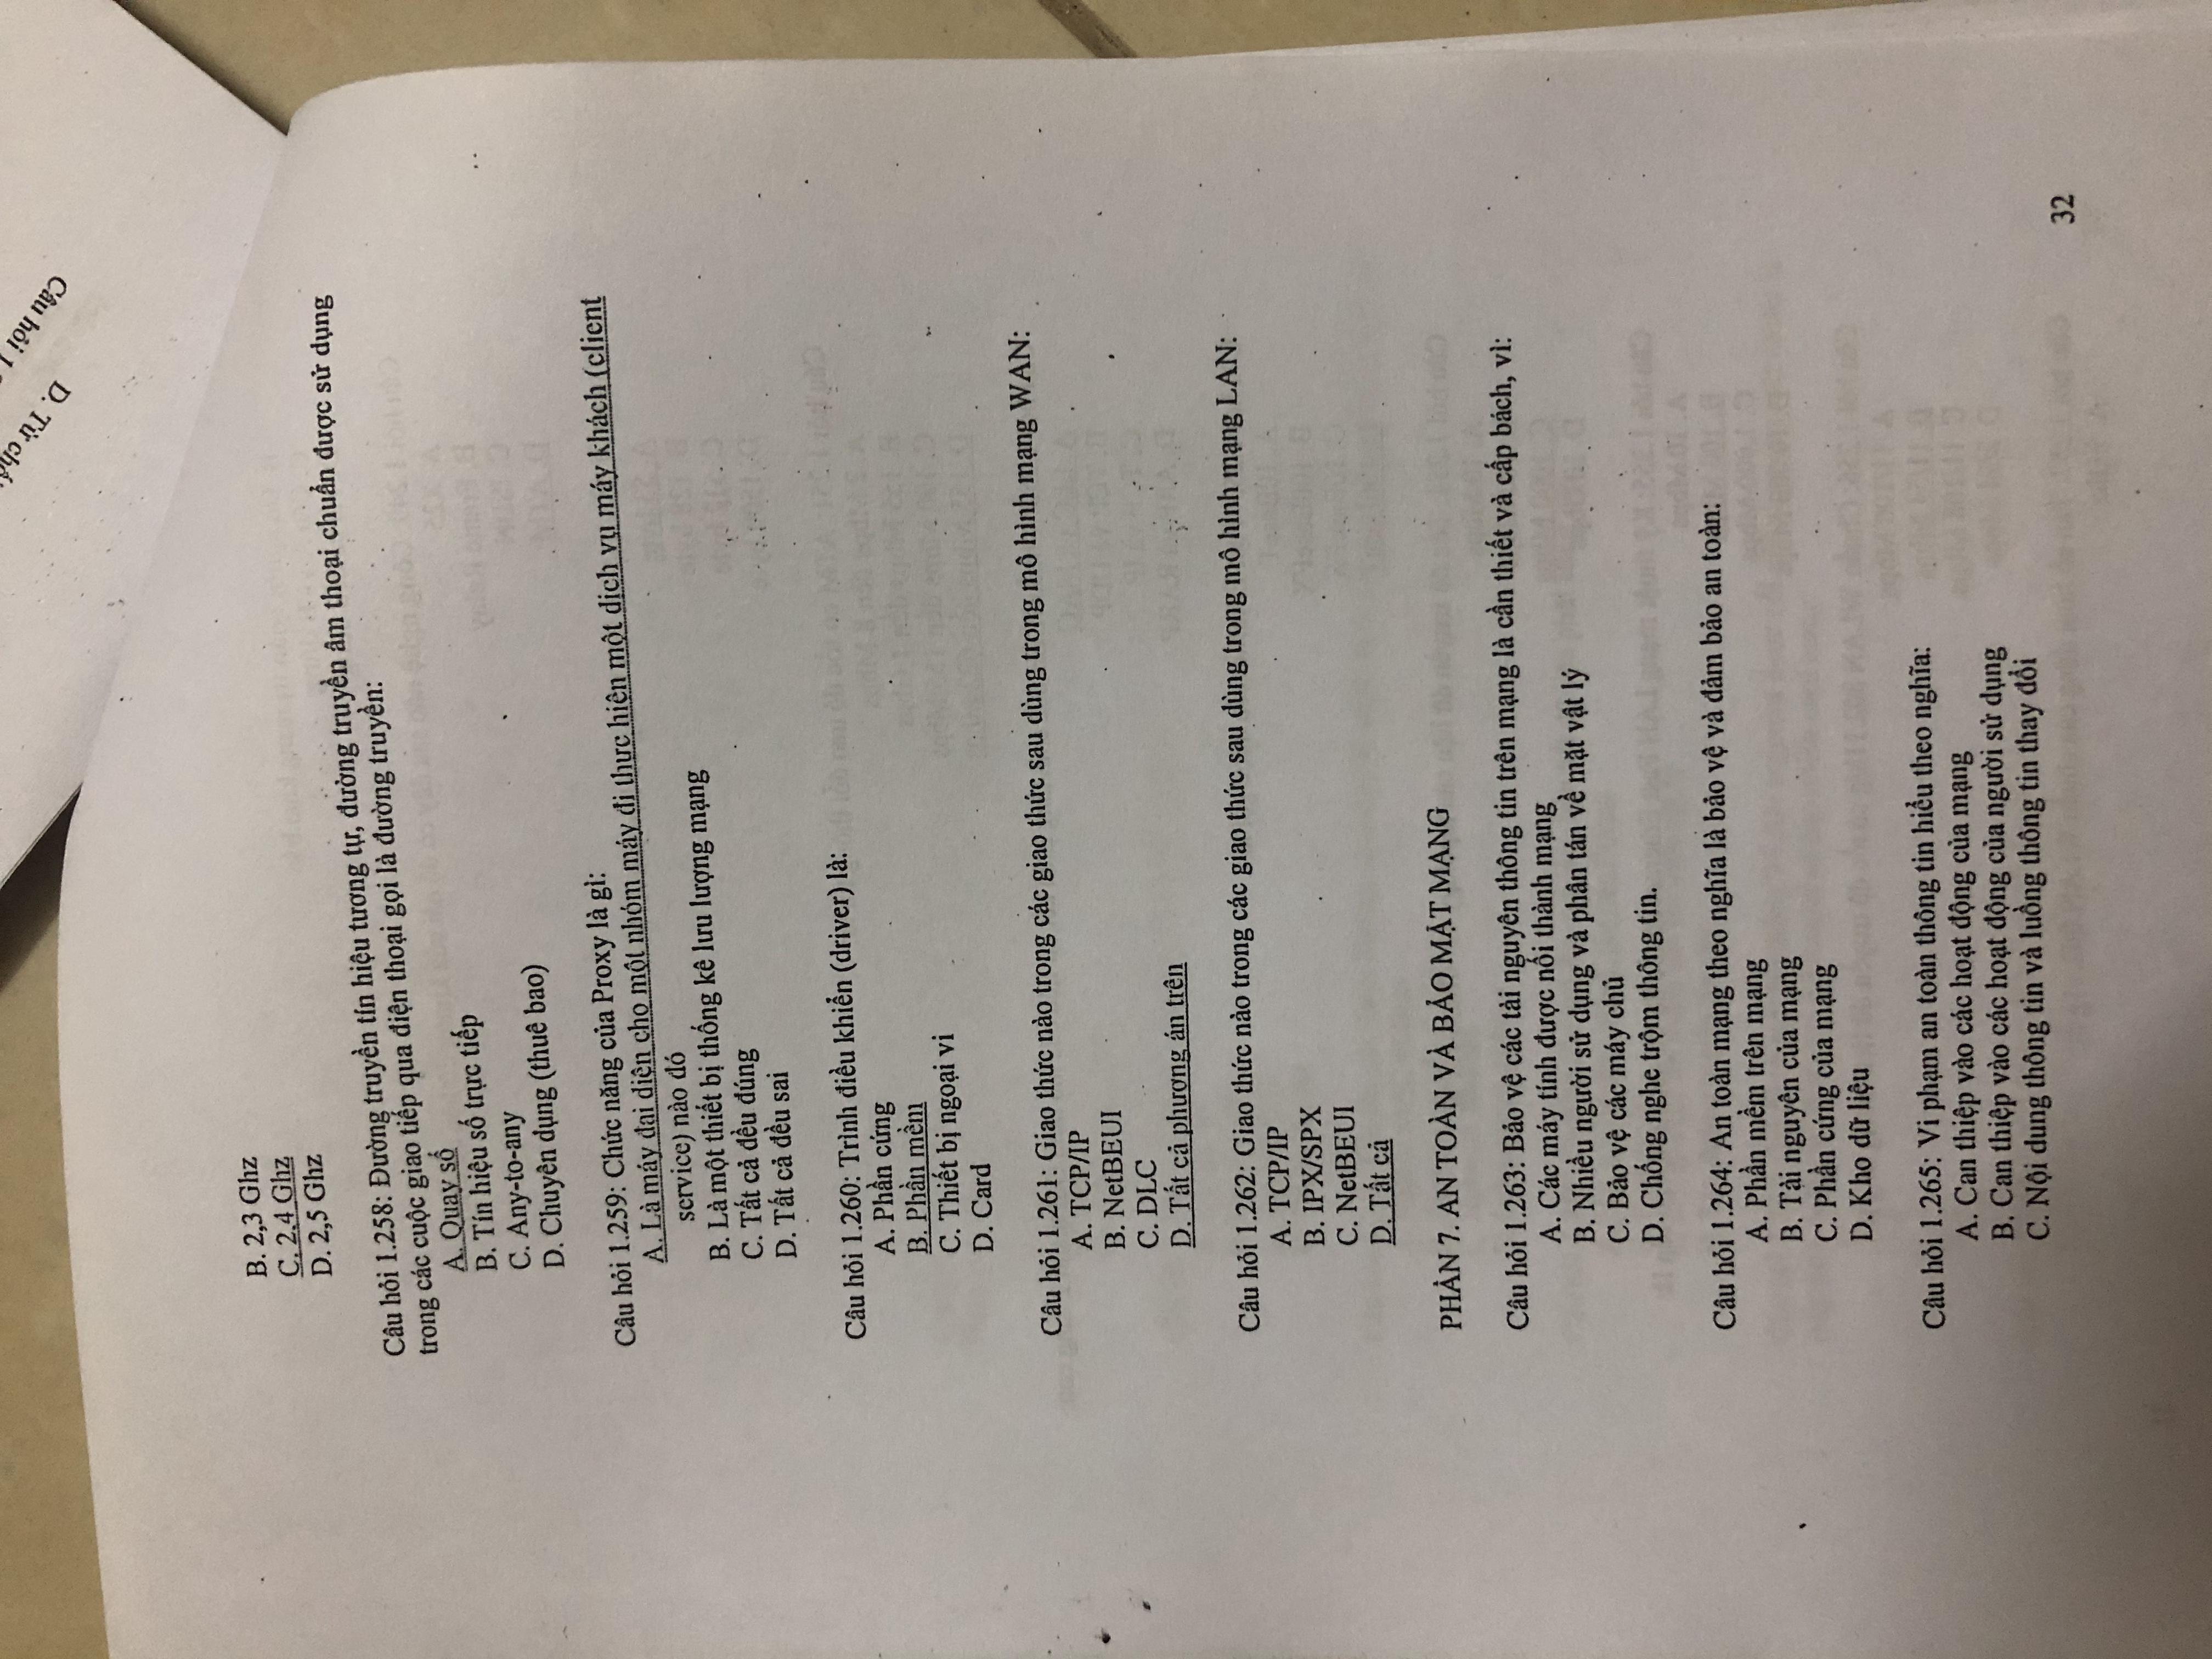 D. Từ chối
Câu hỏi 1
B. 2,3 Ghz
C. 2,4 Ghz
D. 2,5 Ghz
Câu hỏi 1.258: Đường truyền tín hiệu tương tự, đường truyền âm thoại chuẩn được sử dụng
trong các cuộc giao tiếp qua điện thoại gọi là đường truyền:
A. Quay số
B. Tín hiệu số trực tiếp
C. Any-to-any
D. Chuyên dụng (thuê bao)
Câu hỏi 1.259: Chức năng của Proxy là gì:
A. Là máy đại diện cho một nhóm máy đi thực hiện một dịch vụ máy khách (client
service) nào đó
B. Là một thiết bị thống kê lưu lượng mạng
C. Tất cả đều đúng
D. Tất cả đều sai
Câu hỏi 1.260: Trình điều khiển (driver) là:
A. Phần cứng
B. Phần mềm
C. Thiết bị ngoại vi
D. Card
Câu hỏi 1.261: Giao thức nào trong các giao thức sau dùng trong mô hình mạng WAN:
A. TCP/IP
B. NetBEUI
C. DLC
D. Tất cả phương án trên
Câu hỏi 1.262: Giao thức nào trong các giao thức sau dùng trong mô hình mạng LAN:
A. TCP/IP
B. IPX/SPX
C. NetBEUI
D. Tất cả
PHẦN 7. AN TOÀN VÀ BẢO MẬT MẠNG
Câu hỏi 1.263: Bảo vệ các tài nguyên thông tin trên mạng là cần thiết và cấp bách, vì:
A. Các máy tính được nối thành mạng
B. Nhiều người sử dụng và phân tán về mặt vật lý
C. Bảo vệ các máy chủ
D. Chống nghe trộm thông tin.
Câu hỏi 1.264: An toàn mạng theo nghĩa là bảo vệ và đảm bảo an toàn:
A. Phần mềm trên mạng
B. Tài nguyên của mạng
C. Phần cứng của mạng
D. Kho dữ liệu
Câu hỏi 1.265: Vi phạm an toàn thông tin hiểu theo nghĩa:
A. Can thiệp vào các hoạt động của mạng
B. Can thiệp vào các hoạt động của người sử dụng
C. Nội dung thông tin và luồng thông tin thay đổi
32